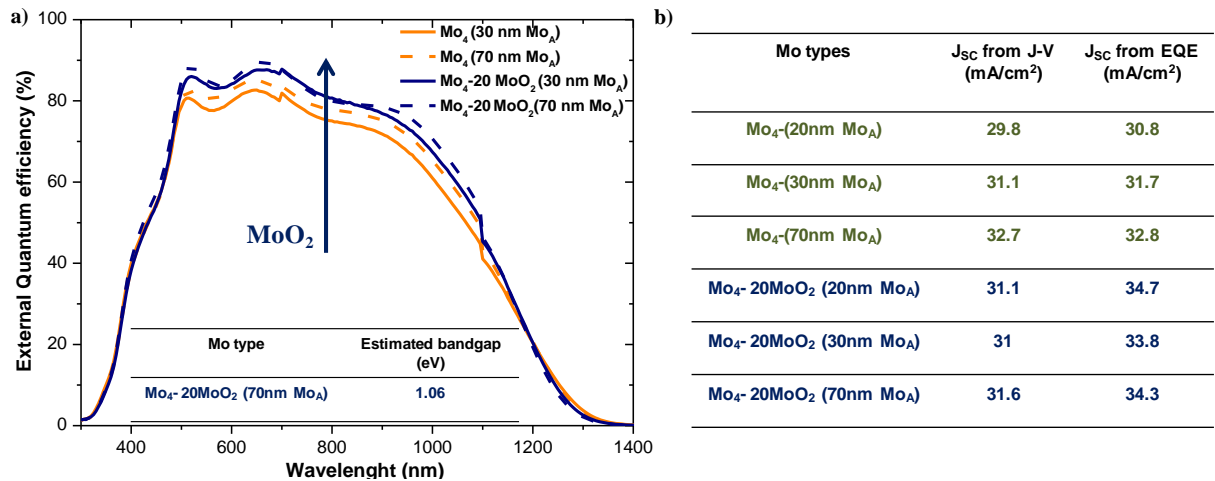 a)
Mo4 (30 nm MoA)
Mo4 (70 nm MoA)
Mo4-20 MoO2 (30 nm MoA)
Mo4-20 MoO2 (70 nm MoA)
External Quantum efficiency (%)
100
80
60
40
20
0
MoO2
Mo type Estimated bandgap (eV)
Mo4- 20MoO2 (70nm MoA) 1.06
400 600 800 1000 1200 1400
Wavelenght (nm)
b)
Mo types JSC from J-V (mA/cm2) JSC from EQE (mA/cm2)
Mo4-(20nm MoA) 29.8 30.8
Mo4-(30nm MoA) 31.1 31.7
Mo4-(70nm MoA) 32.7 32.8
Mo4- 20MoO2 (20nm MoA) 31.1 34.7
Mo4- 20MoO2 (30nm MoA) 31 33.8
Mo4- 20MoO2 (70nm MoA) 31.6 34.3